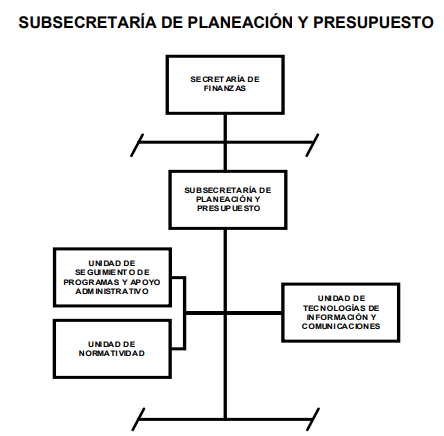 SUBSECRETARÍA DE PLANEACIÓN Y PRESUPUESTO
SECRETARÍA DE
FINANZAS
SUBSECRETARÍA DE
PLANEACIÓN Y
PRESUPUESTO
UNIDAD DE
SEGUIMIENTO DE
PROGRAMAS Y APOYO
ADMINISTRATIVO
UNIDAD DE
NORMATIVIDAD
UNIDAD DE
TECNOLOGÍAS DE
INFORMACIÓN Y
COMUNICACIONES